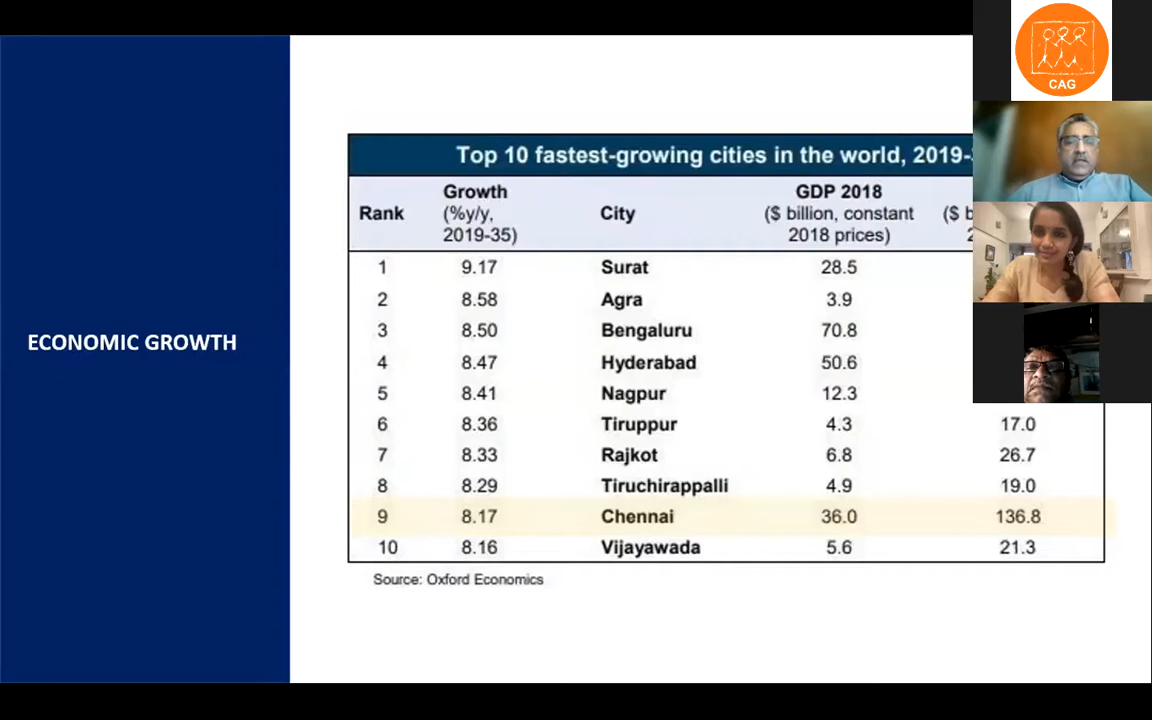 CAG
ECONOMIC GROWTH
Top 10 fastest-growing cities in the world, 2019-
Rank Growth (%y/y, 2019-35) City GDP 2018 ($ billion, constant 2018 prices) ($ b
1 9.17 Surat 28.5
2 8.58 Agra 3.9
3 8.50 Bengaluru 70.8
4 8.47 Hyderabad 50.6
5 8.41 Nagpur 12.3
6 8.36 Tiruppur 4.3 17.0
7 8.33 Rajkot 6.8 26.7
8 8.29 Tiruchirappalli 4.9 19.0
9 8.17 Chennai 36.0 136.8
10 8.16 Vijayawada 5.6 21.3
Source: Oxford Economics